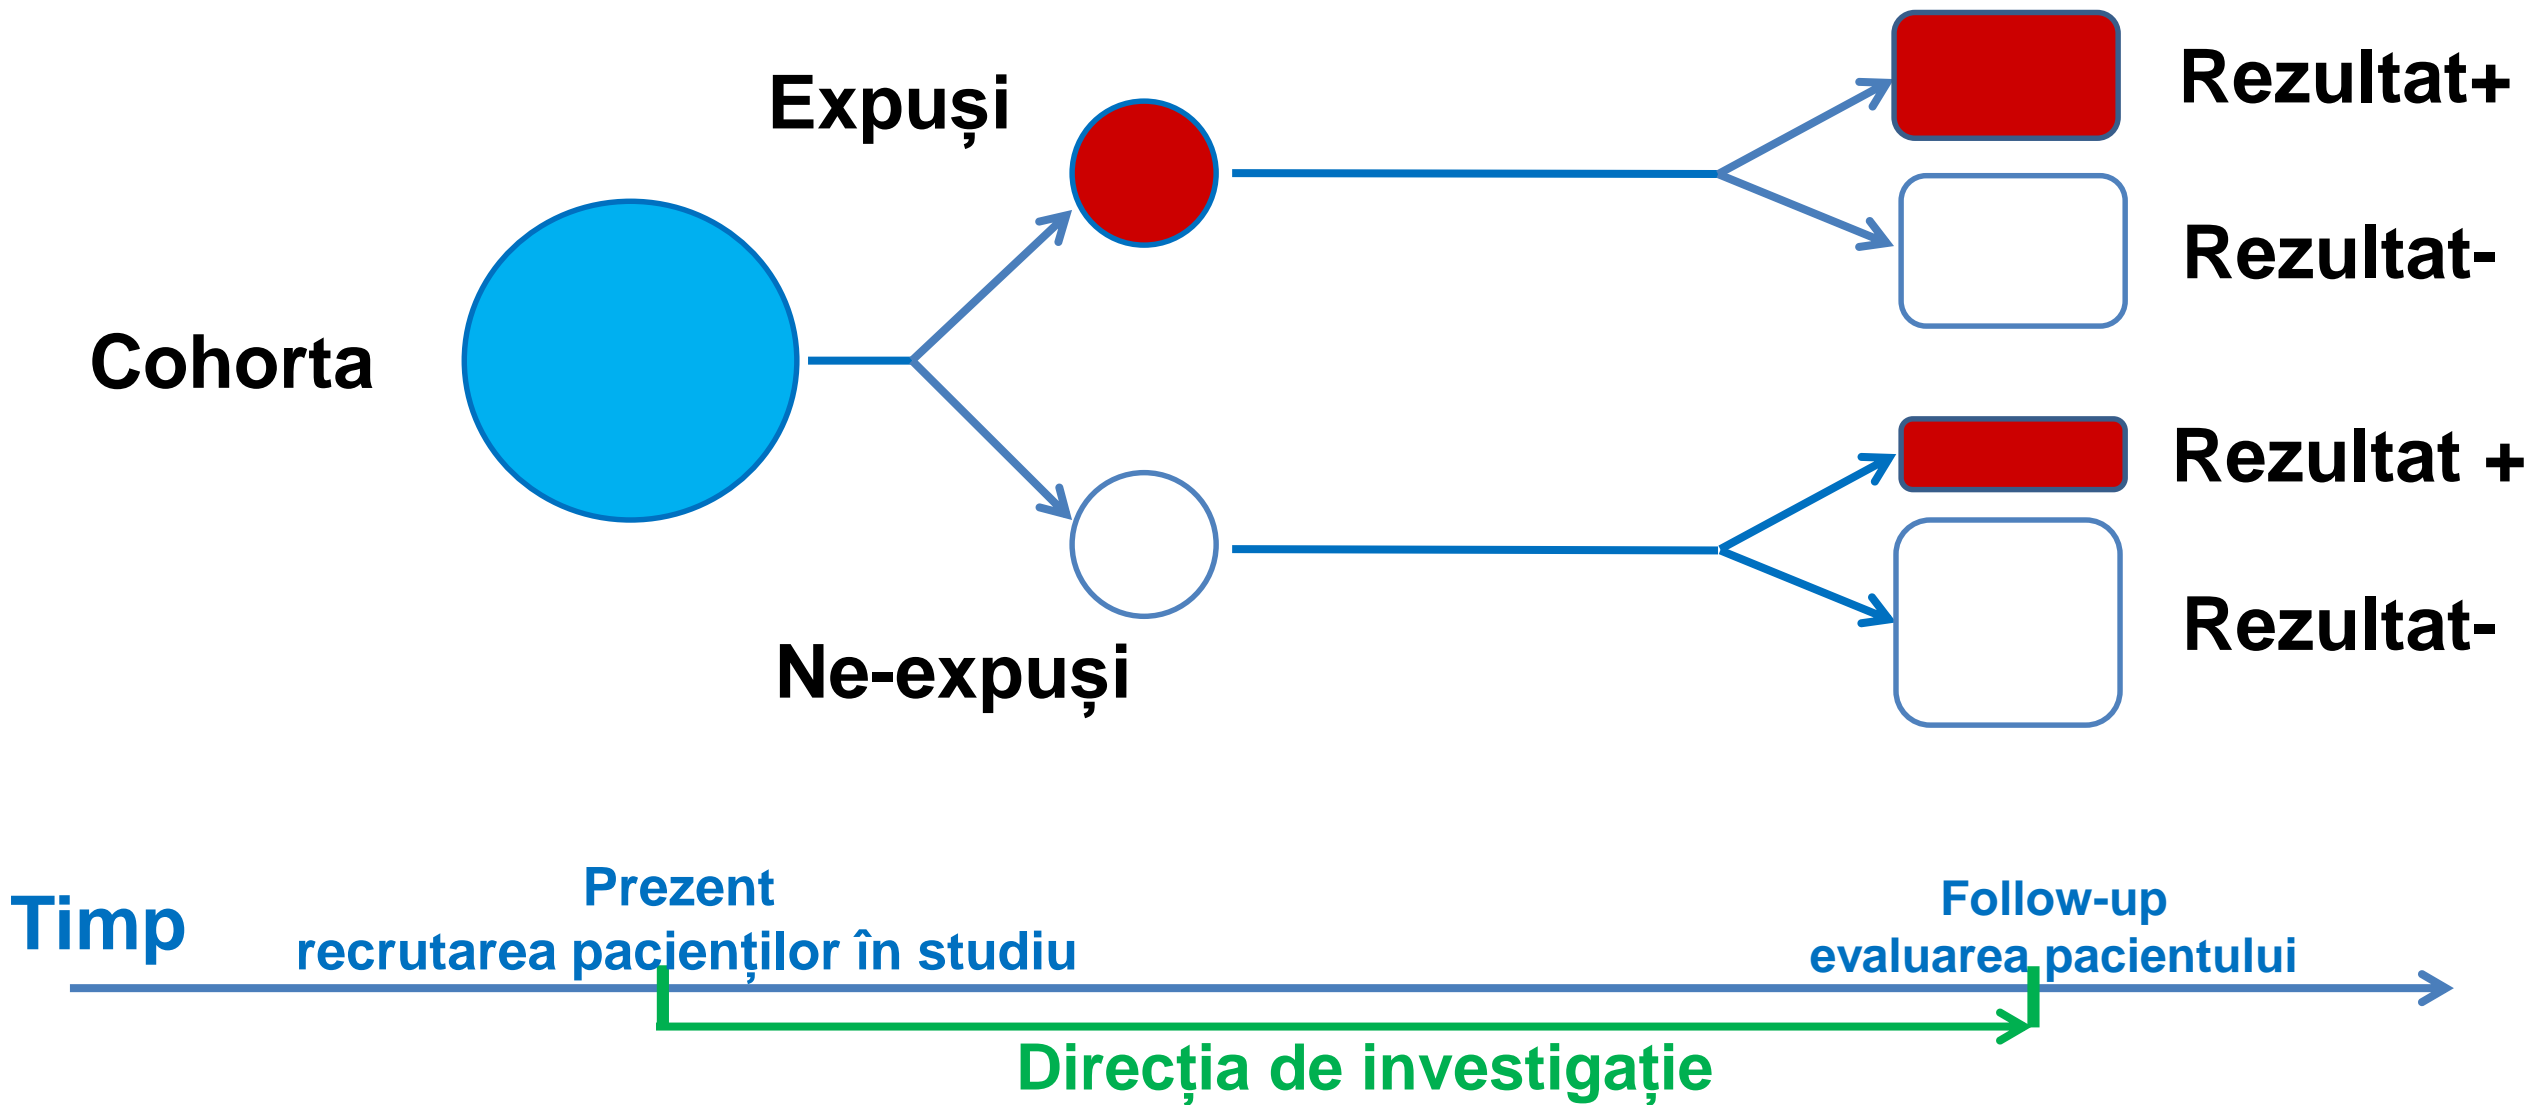 Expuși
Rezultat+
Rezultat-
Cohorta
Rezultat +
Rezultat-
Ne-expuși
Timp
Prezent
recrutarea pacienților în studiu
Follow-up
evaluarea pacientului
Direcția de investigație